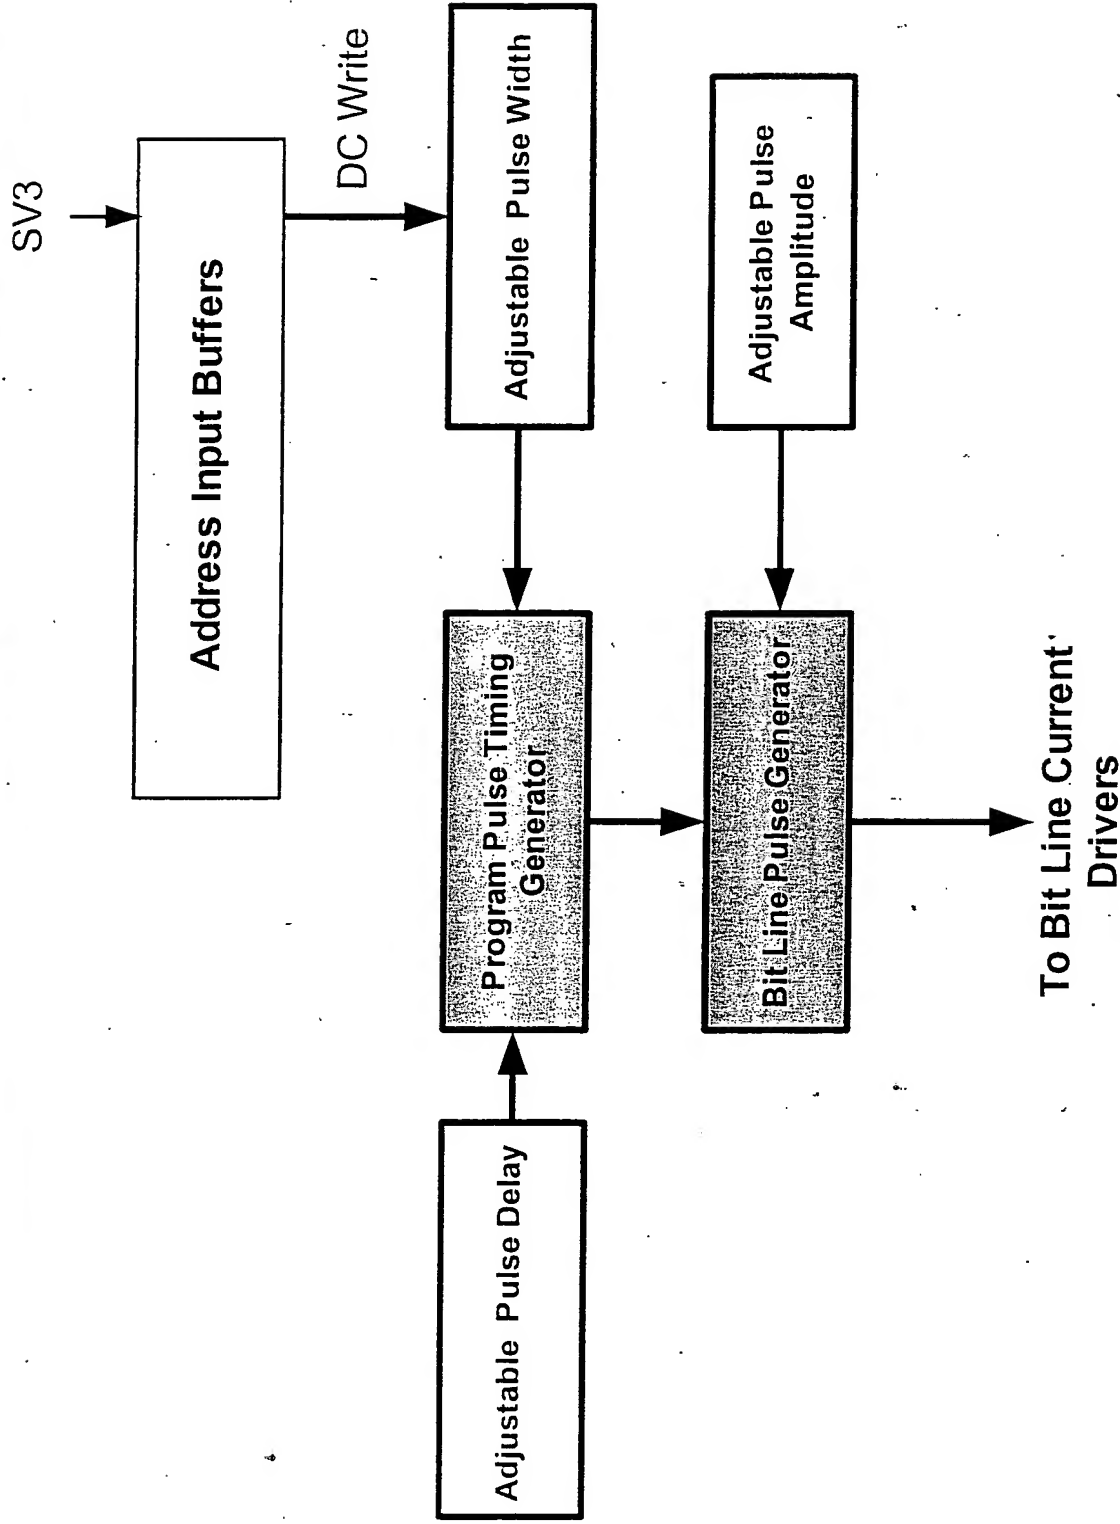 SV3
Address Input Buffers
DC Write
Adjustable Pulse Width
Adjustable Pulse Delay
Program Pulse Timing
Generator
Adjustable Pulse
Amplitude
Bit Line Pulse Generator
To Bit Line Current
Drivers